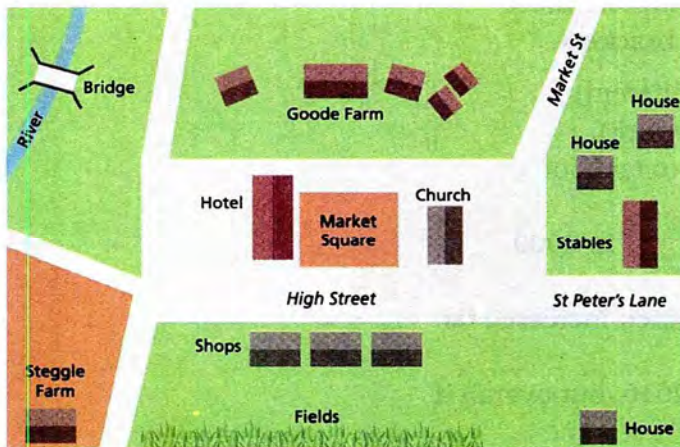 Market St
House
Bridge
River
Goode Farm
House
Hotel
Market
Square
Church
Stables
High Street
St Peter's Lane
Shops
Steggle
Farm
Fields
House